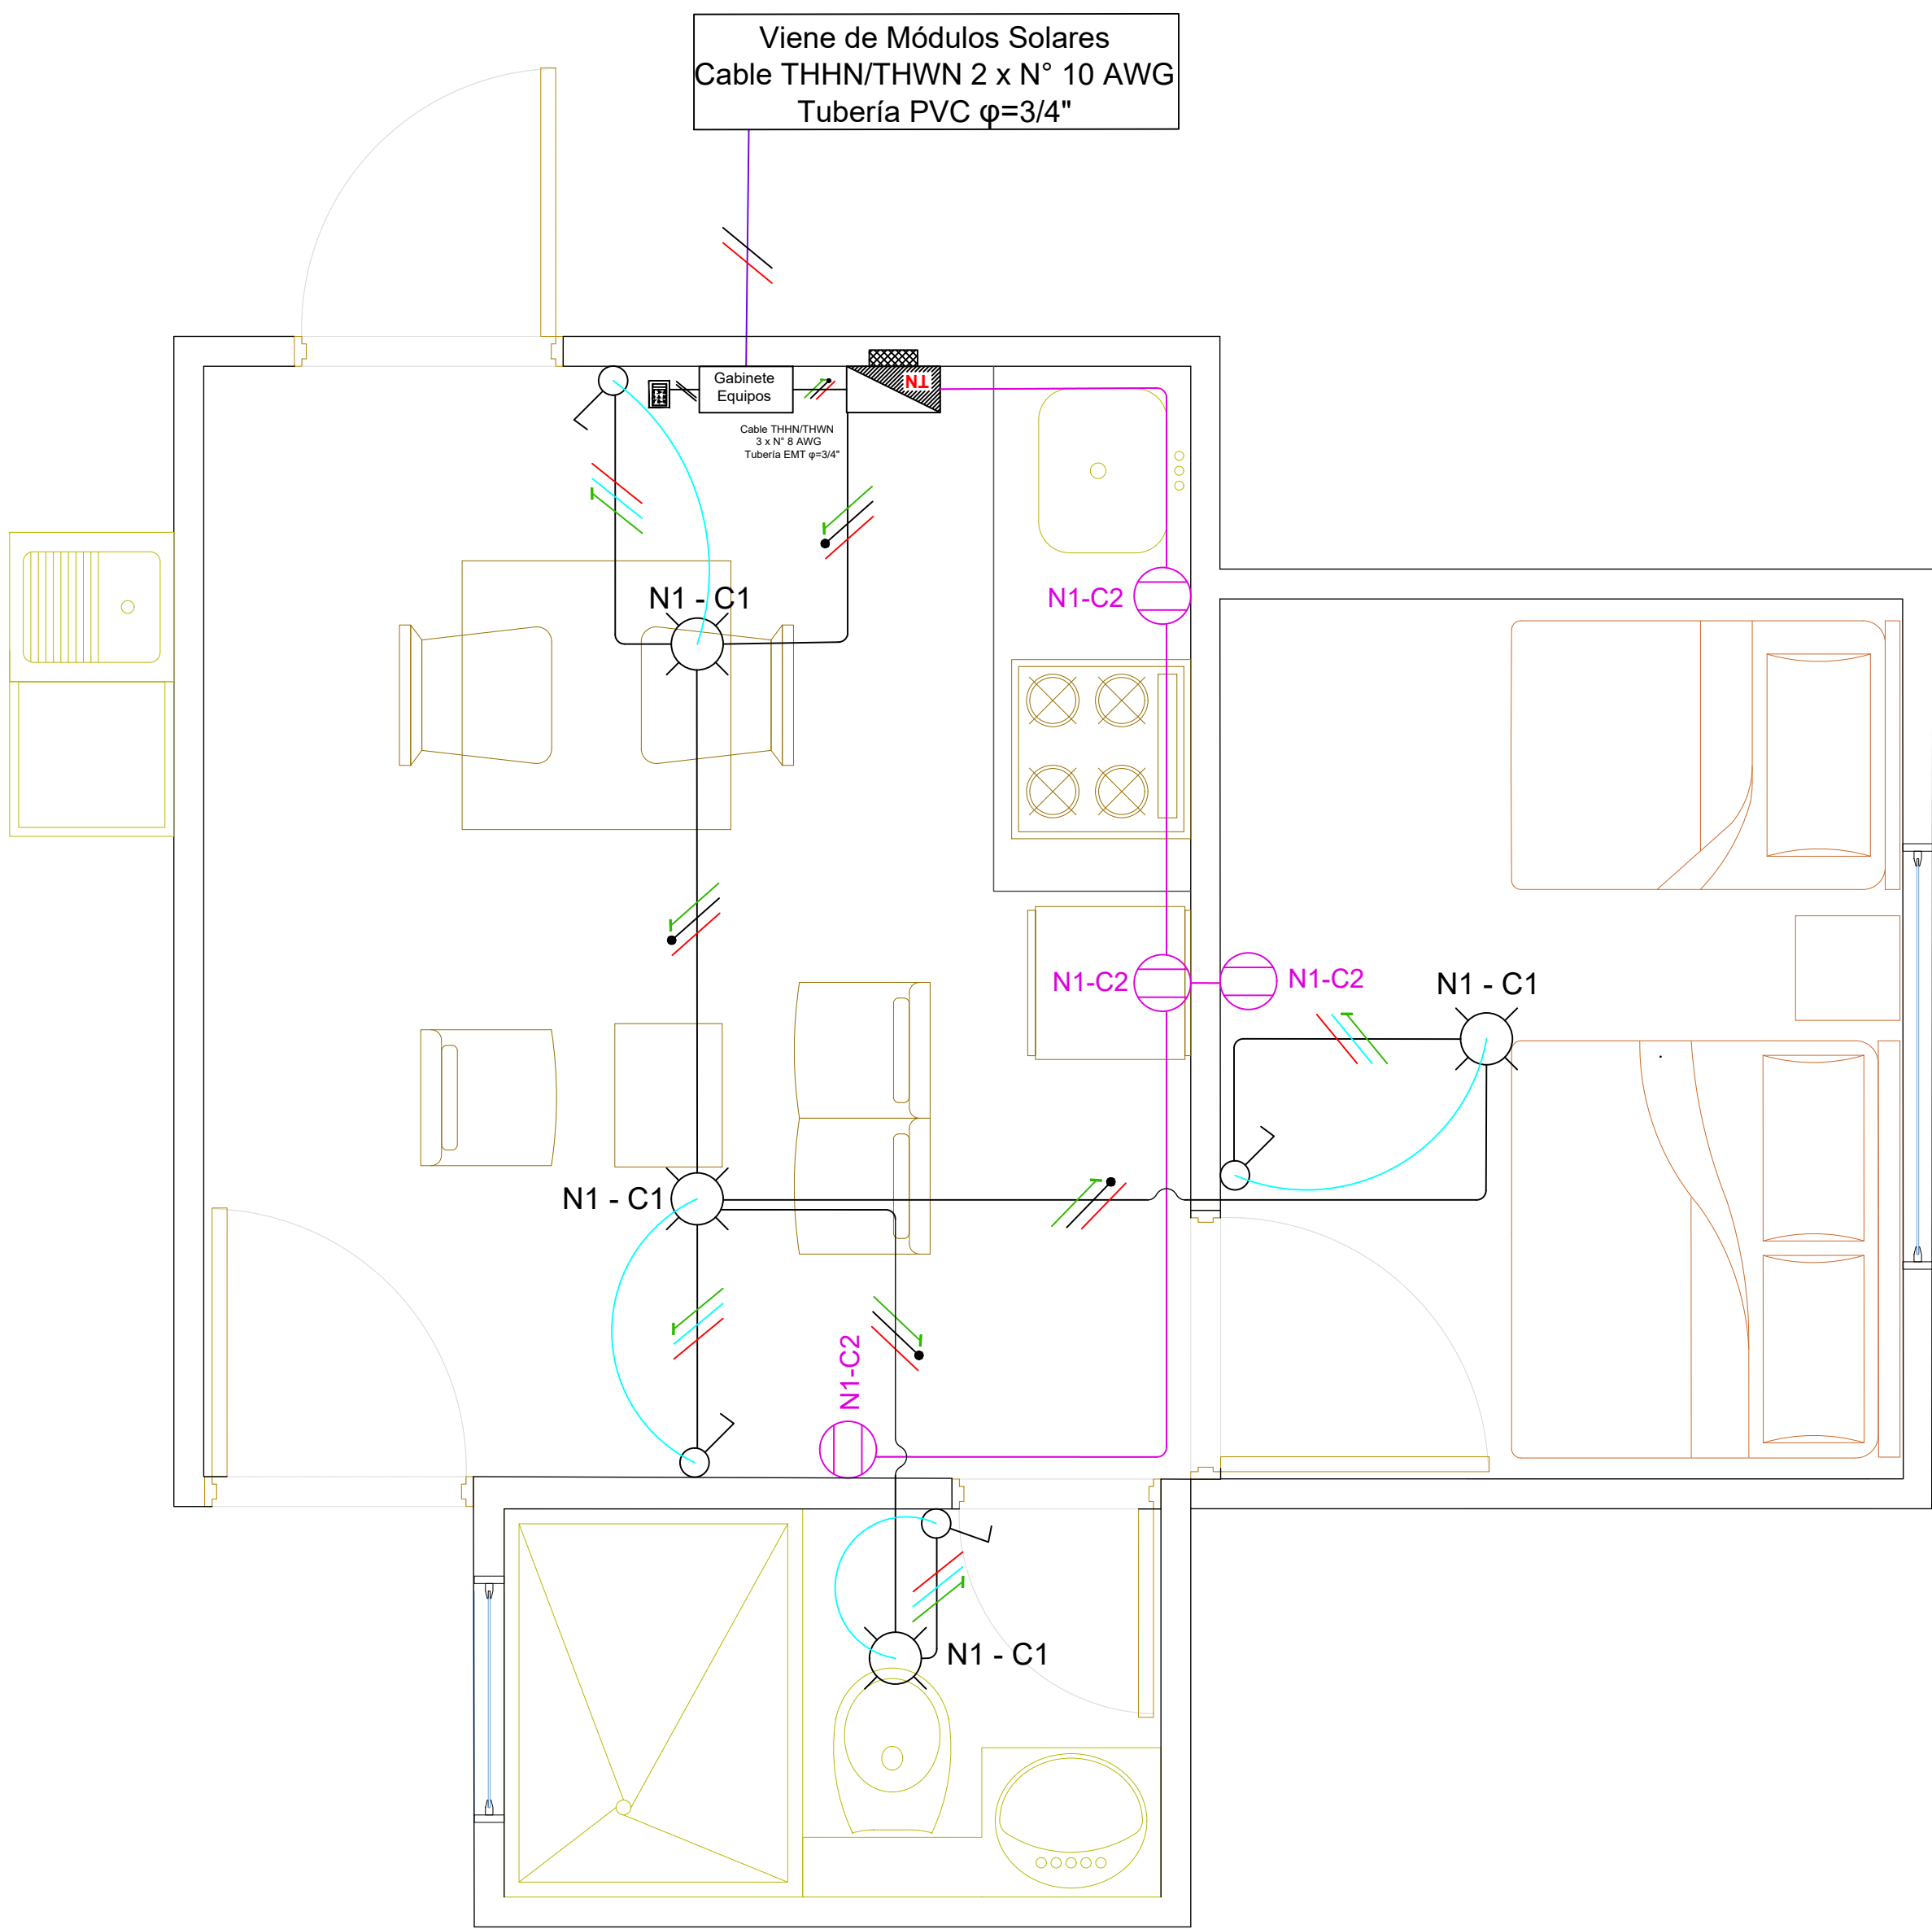 Viene de Módulos Solares
Cable THHN/THWN 2 x N° 10 AWG
Tubería PVC φ=3/4"
Gabinete
Equipos
TN
Cable THHN/THWN
3 x N° 8 AWG
Tubería EMT φ=3/4"
N1 - C1
N1-C2
N1-C2
N1-C2
N1 - C1
N1 - C1
N1-C2
N1 - C1